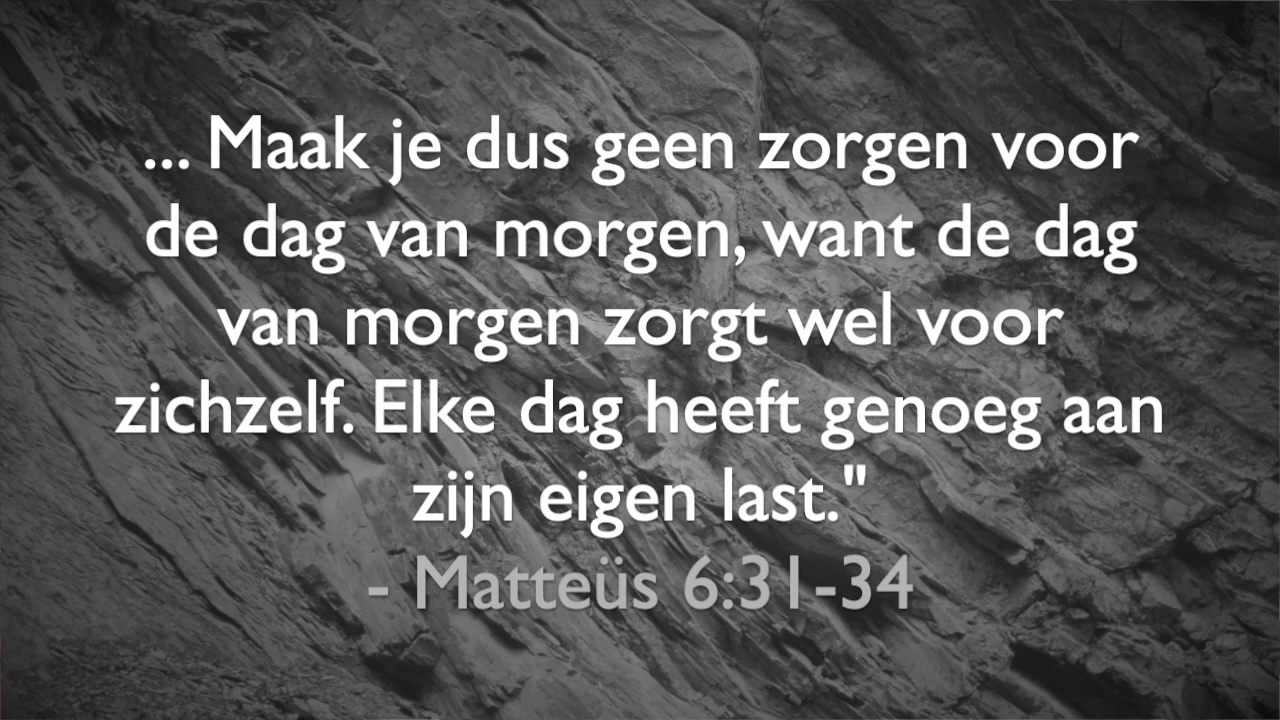 ... Maak je dus geen zorgen voor
de dag van morgen, want de dag
van morgen zorgt wel voor
zichzelf. Elke dag heeft genoeg aan
zijn eigen last."
- Matteüs 6:31-34